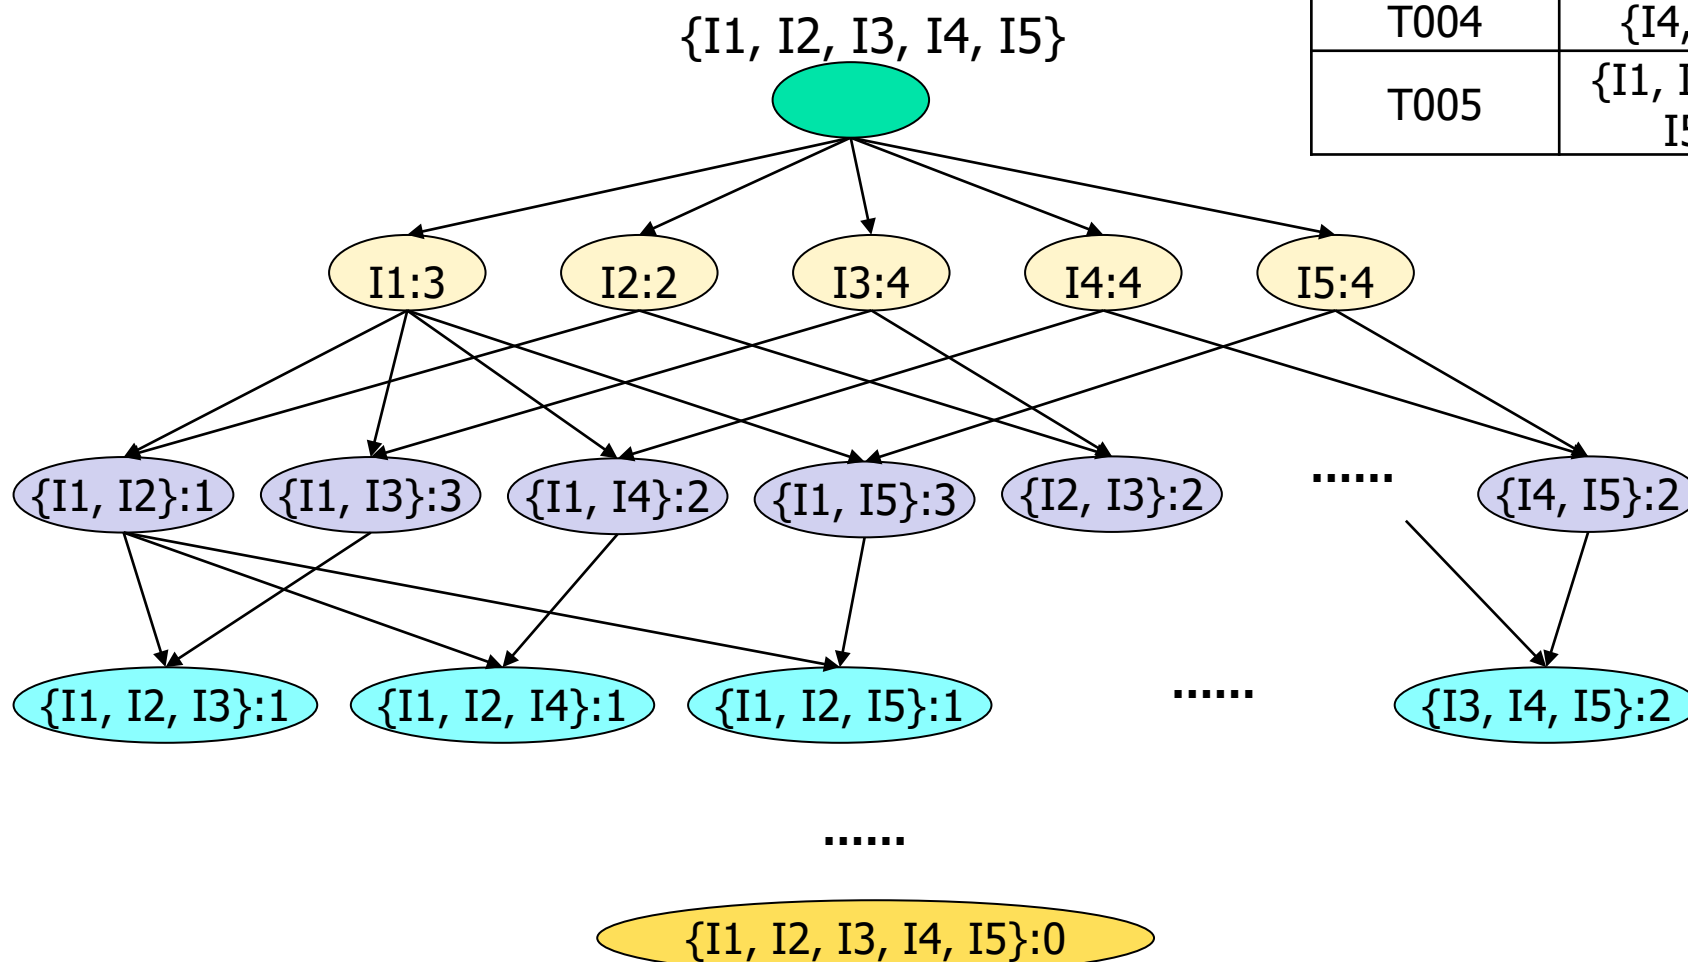 {I1, I2, I3, I4, I5}
T004 {I4,
T005 {I1,
I1:3 I2:2 I3:4 I4:4 I5:4
{I1, I2}:1 {I1, I3}:3 {I1, I4}:2 {I1, I5}:3 {I2, I3}:2 ...... {I4, I5}:2
{I1, I2, I3}:1 {I1, I2, I4}:1 {I1, I2, I5}:1 ...... {I3, I4, I5}:2
......
{I1, I2, I3, I4, I5}:0